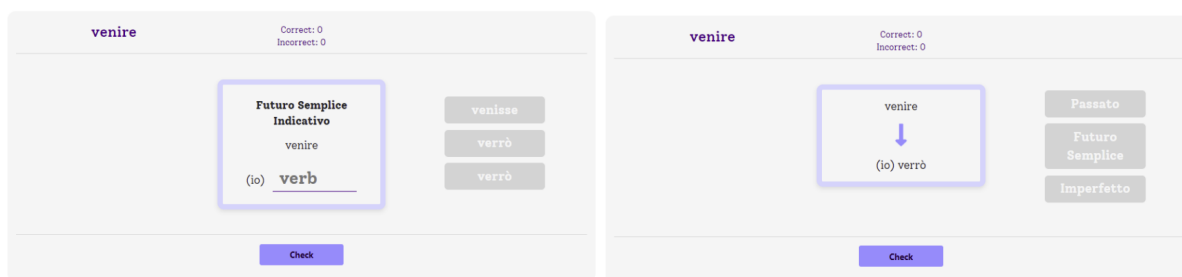 venire
Correct: 0
Incorrect: 0
Futuro Semplice
Indicativo
venire
(io) verb
venisse
verrò
verrò
Check
venire
Correct: 0
Incorrect: 0
venire
(io) verrò
Passato
Futuro
Semplice
Imperfetto
Check